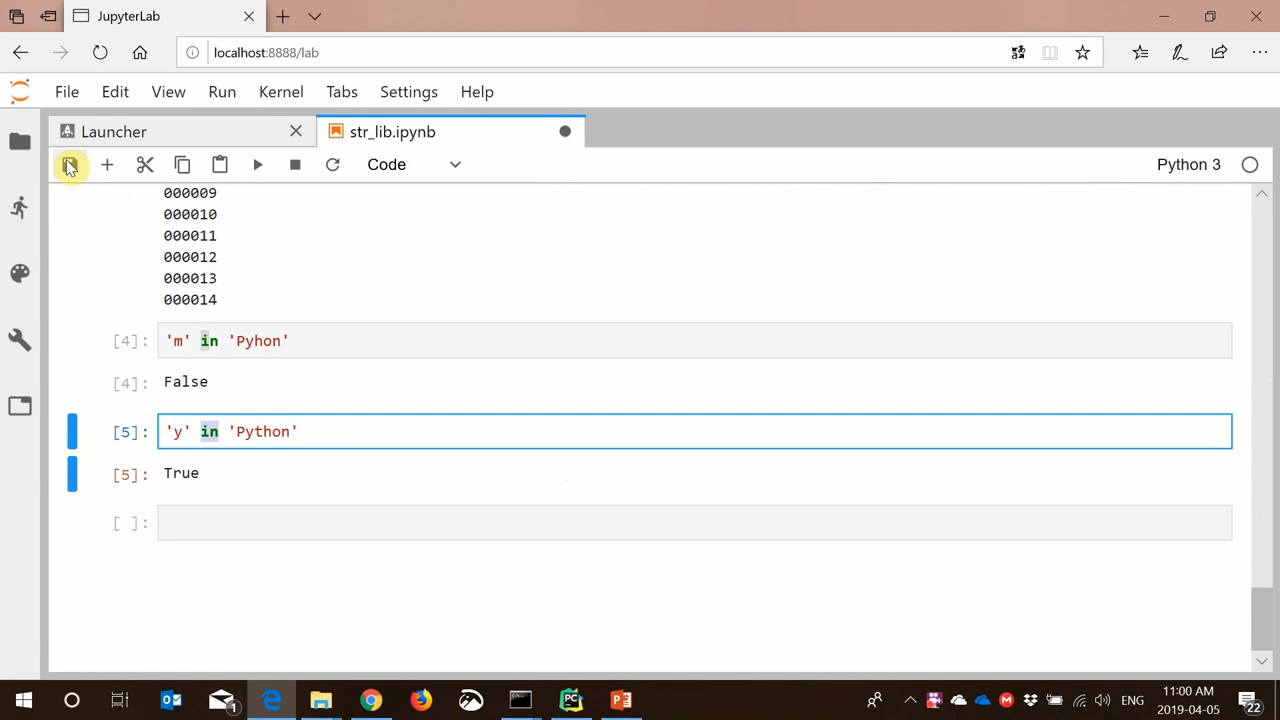 JupyterLab
localhost:8888/lab
File Edit View Run Kernel Tabs Settings Help
Launcher str_lib.ipynb
Code Python 3
000009
000010
000011
000012
000013
000014
[4]: 'm' in 'Pyhon'
[4]: False
[5]: 'y' in 'Python'
[5]: True
[ ]:
ENG 11:00 AM
2019-04-05
22
1
PC